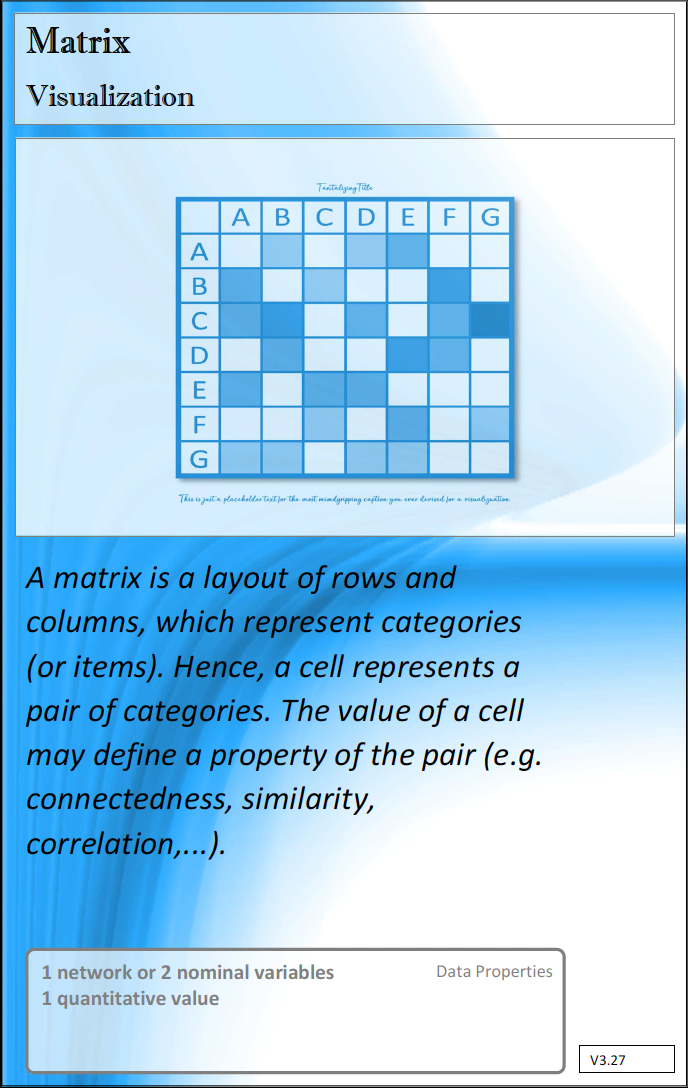 Matrix
Visualization
Tantalizing Title
A B C D E F G
A
B
C
D
E
F
G
This is just a placeholder text for the most mindgripping caption you ever devised for a visualization.
A matrix is a layout of rows and
columns, which represent categories
(or items). Hence, a cell represents a
pair of categories. The value of a cell
may define a property of the pair (e.g.
connectedness, similarity,
correlation,...).
1 network or 2 nominal variables
Data Properties
1 quantitative value
V3.27